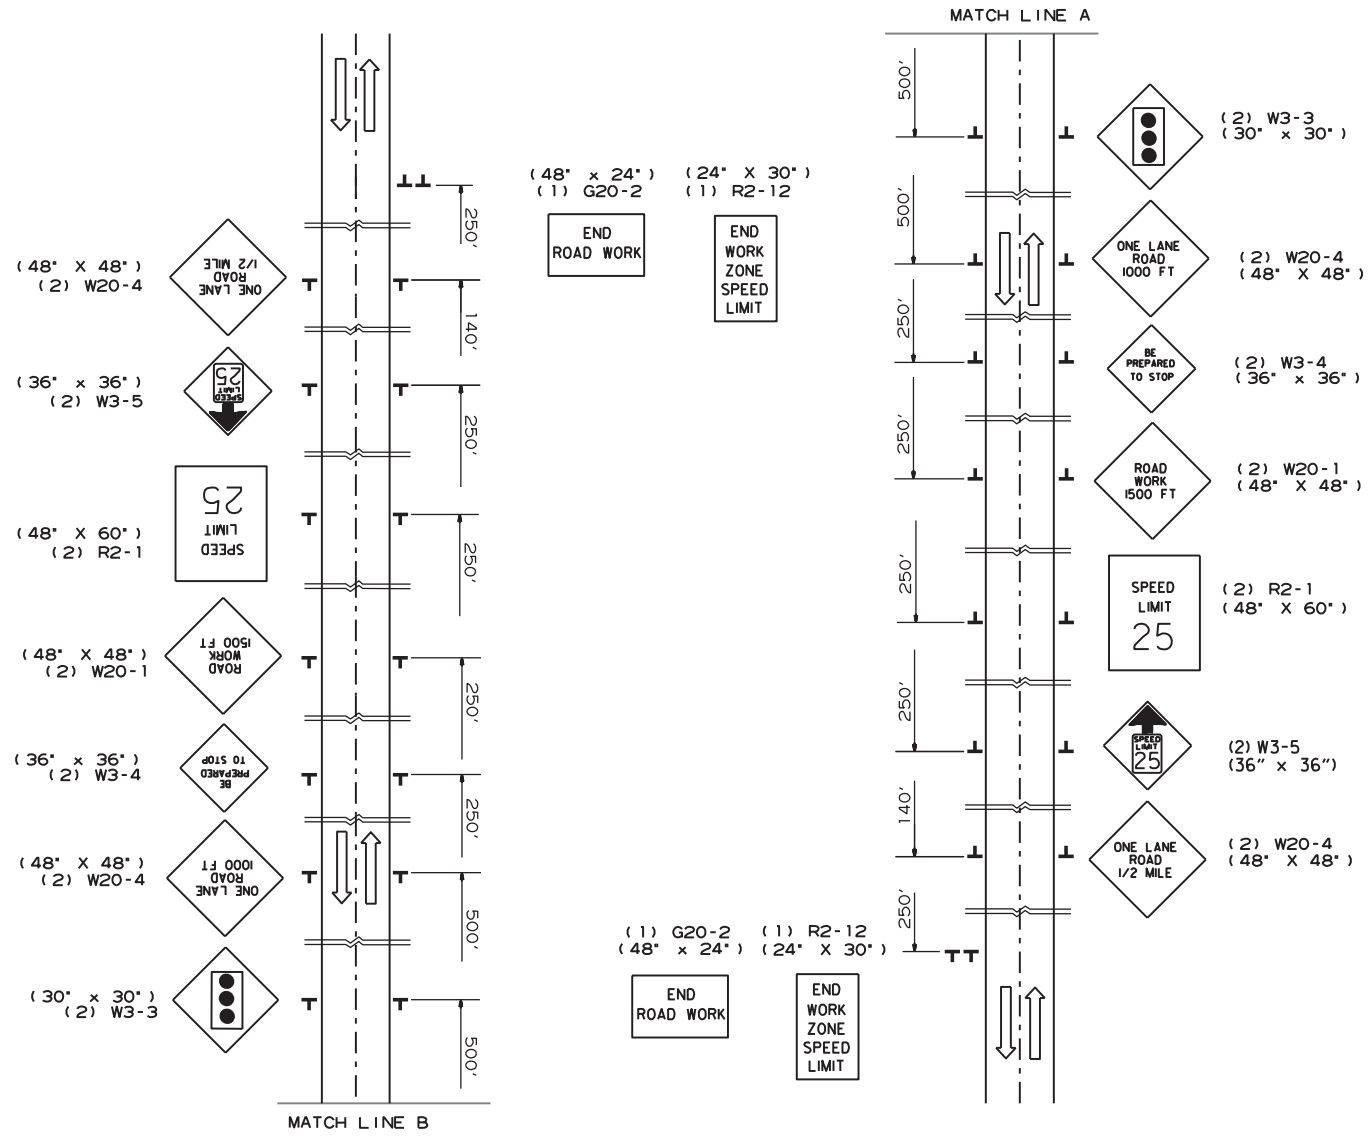 MATCH LINE A
500'
(2) W3-3
(30" x 30")
500'
ONE LANE
ROAD
1000 FT
(2) W20-4
(48" X 48")
250'
BE
PREPARED
TO STOP
(2) W3-4
(36" x 36")
250'
ROAD
WORK
1500 FT
(2) W20-1
(48" X 48")
250'
SPEED
LIMIT
25
(2) R2-1
(48" X 60")
250'
SPEED
LIMIT
25
(2) W3-5
(36" x 36")
140'
ONE LANE
ROAD
1/2 MILE
(2) W20-4
(48" X 48")
250'
(1) G20-2
(48" x 24")
END
ROAD WORK
(1) R2-12
(24" X 30")
END
WORK
ZONE
SPEED
LIMIT
(48" x 24")
(1) G20-2
END
ROAD WORK
(24" X 30")
(1) R2-12
END
WORK
ZONE
SPEED
LIMIT
250'
(48" X 48")
(2) W20-4
ONE LANE
ROAD
1/2 MILE
140'
(36" x 36")
(2) W3-5
SPEED
LIMIT
25
250'
(48" X 60")
(2) R2-1
SPEED
LIMIT
25
250'
(48" X 48")
(2) W20-1
ROAD
WORK
1500 FT
250'
(36" x 36")
(2) W3-4
BE
PREPARED
TO STOP
250'
(48" X 48")
(2) W20-4
ONE LANE
ROAD
1000 FT
500'
(30" x 30")
(2) W3-3
500'
MATCH LINE B